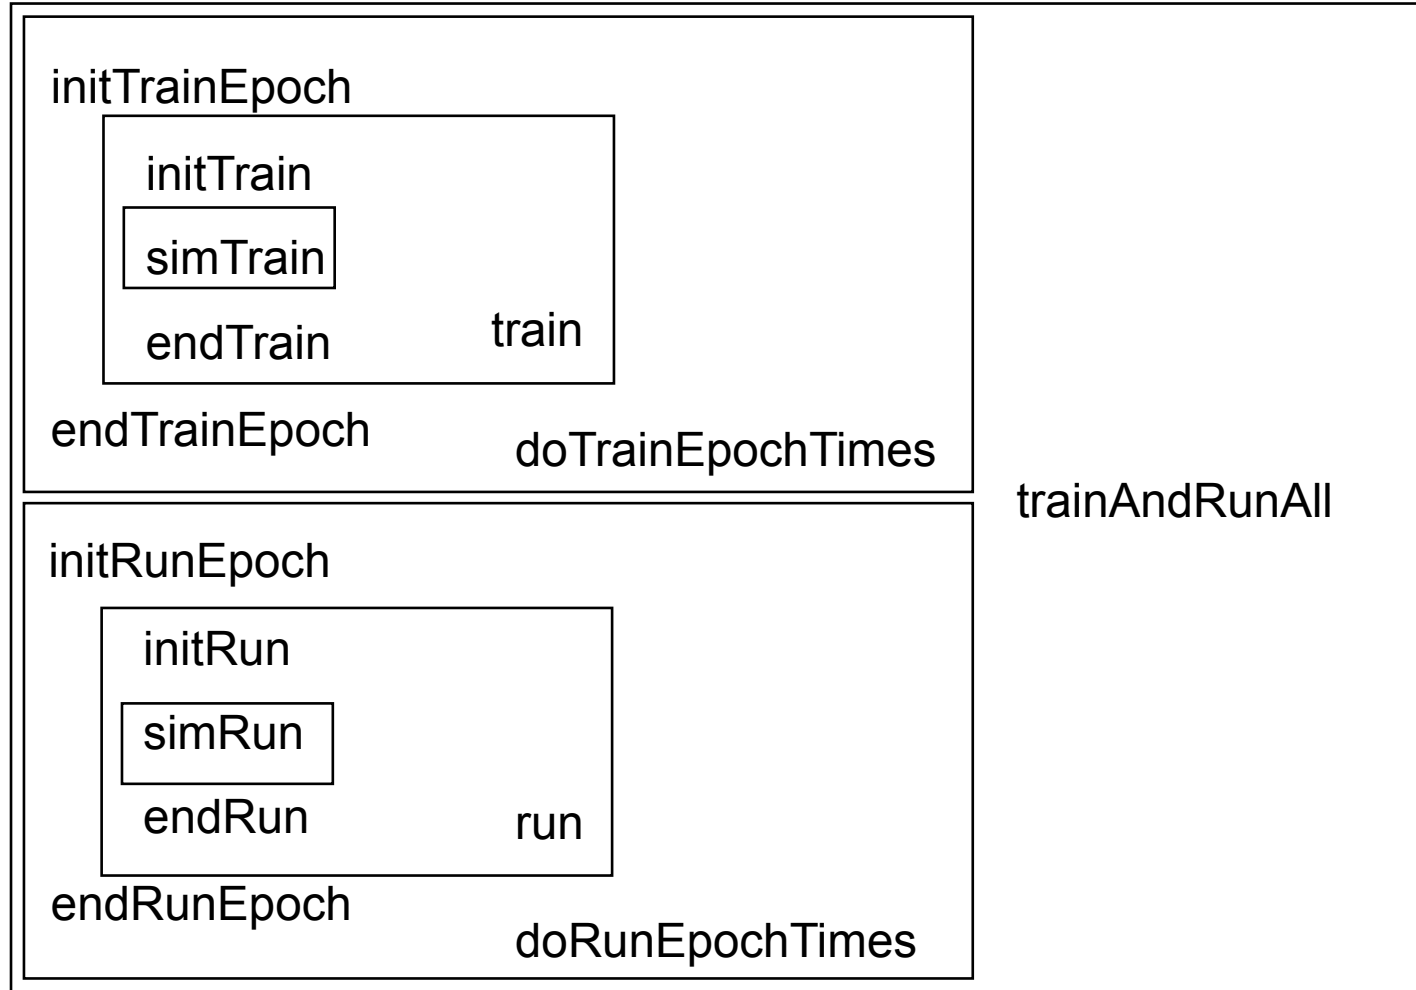 initTrainEpoch
initTrain
simTrain
endTrain
train
endTrainEpoch
doTrainEpochTimes
trainAndRunAll
initRunEpoch
initRun
simRun
endRun
run
endRunEpoch
doRunEpochTimes